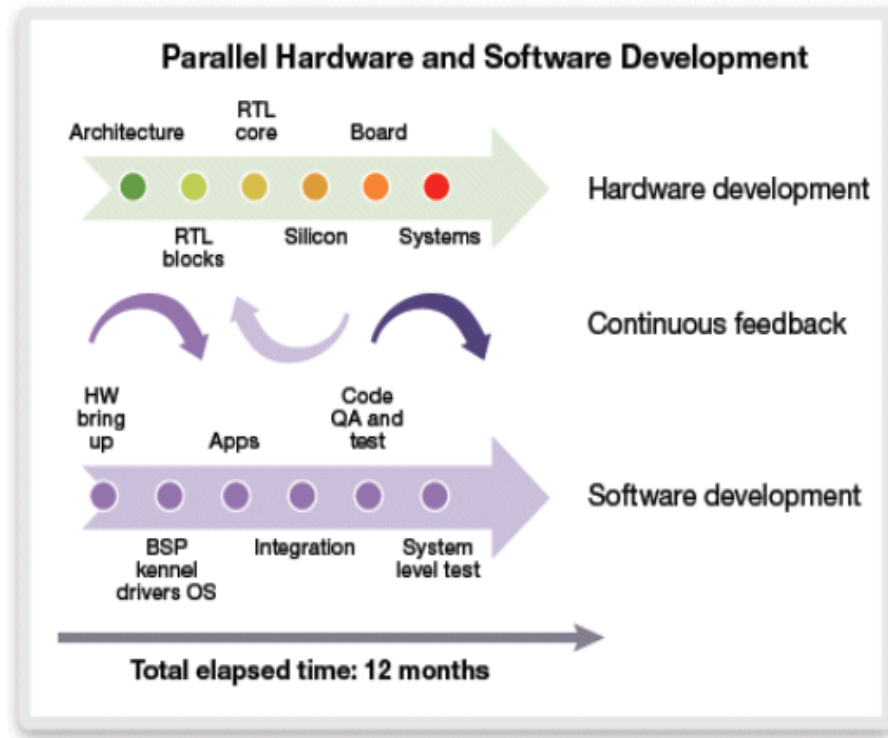 Parallel Hardware and Software Development
Architecture
RTL
core
Board
RTL
blocks
Silicon
Systems
Hardware development
Continuous feedback
HW
bring
up
Apps
Code
QA and
test
BSP
kernel
drivers OS
Integration
System
level test
Software development
Total elapsed time: 12 months